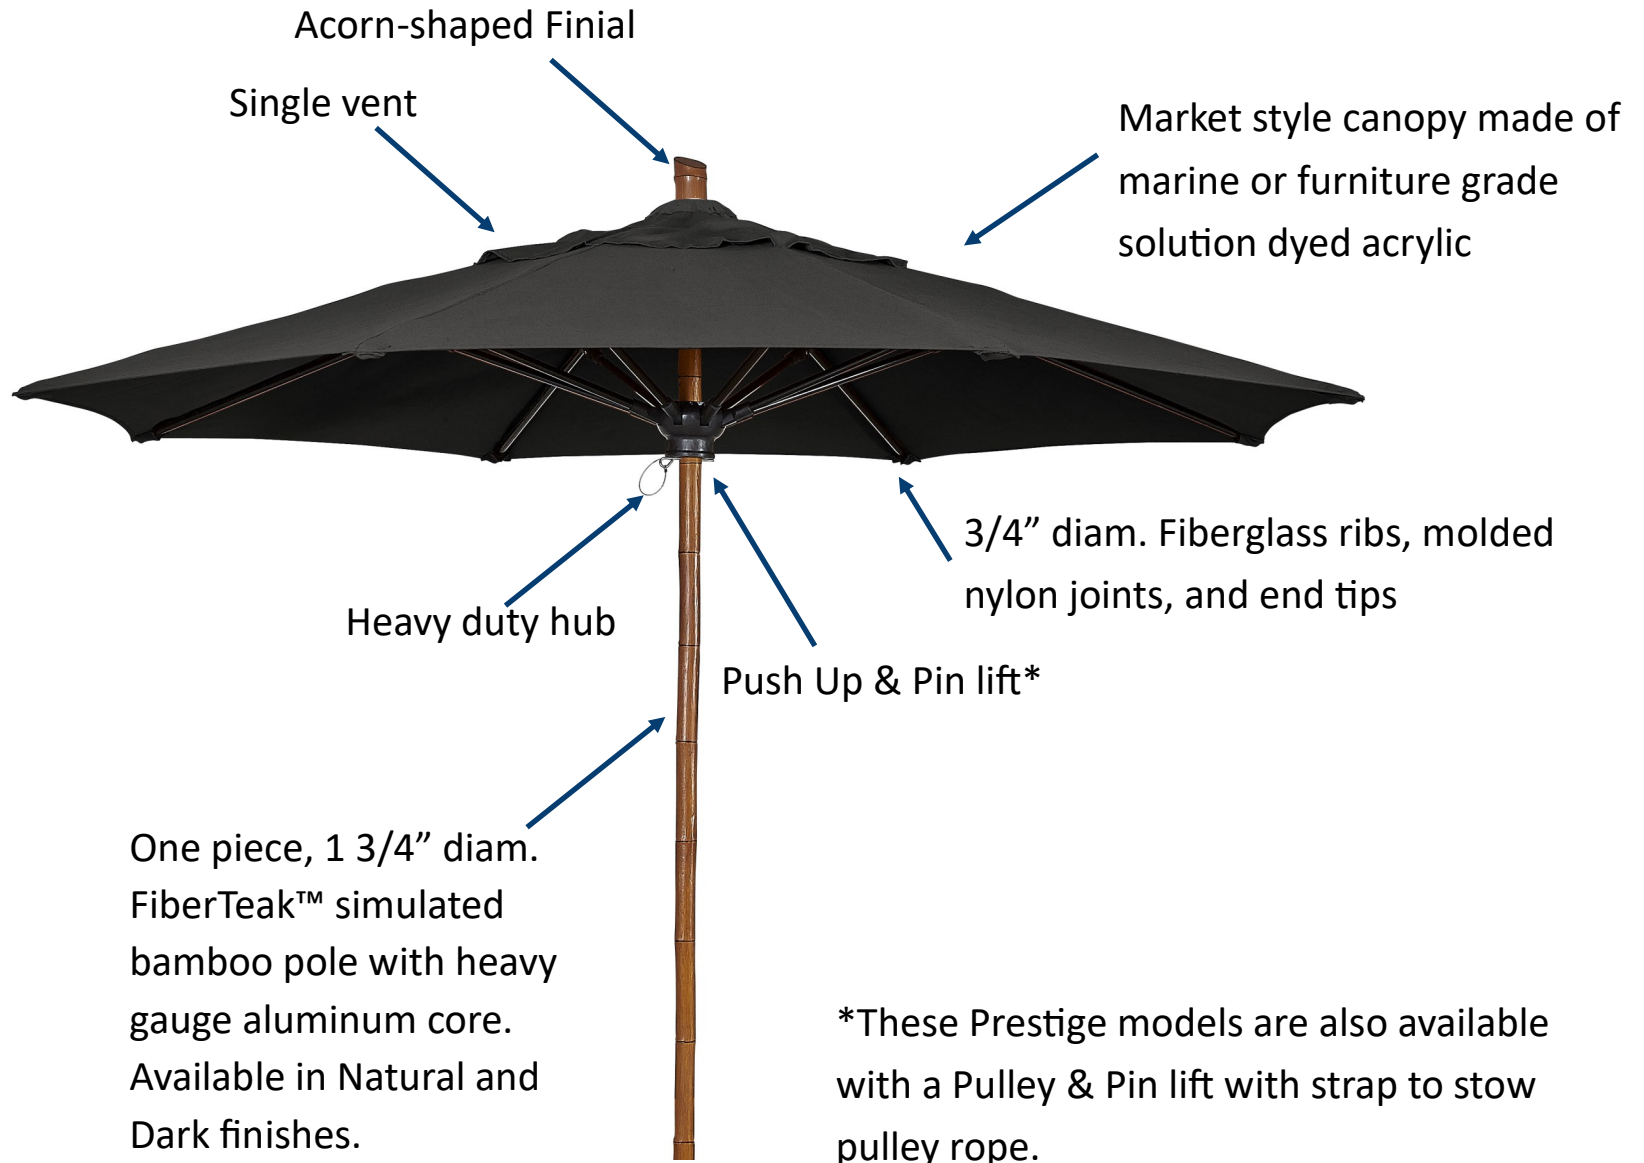 Acorn-shaped Finial
Single vent
Market style canopy made of
marine or furniture grade
solution dyed acrylic
3/4” diam. Fiberglass ribs, molded
nylon joints, and end tips
Heavy duty hub
Push Up & Pin lift*
One piece, 1 3/4” diam.
FiberTeak™ simulated
bamboo pole with heavy
gauge aluminum core.
Available in Natural and
Dark finishes.
*These Prestige models are also available
with a Pulley & Pin lift with strap to stow
pulley rope.